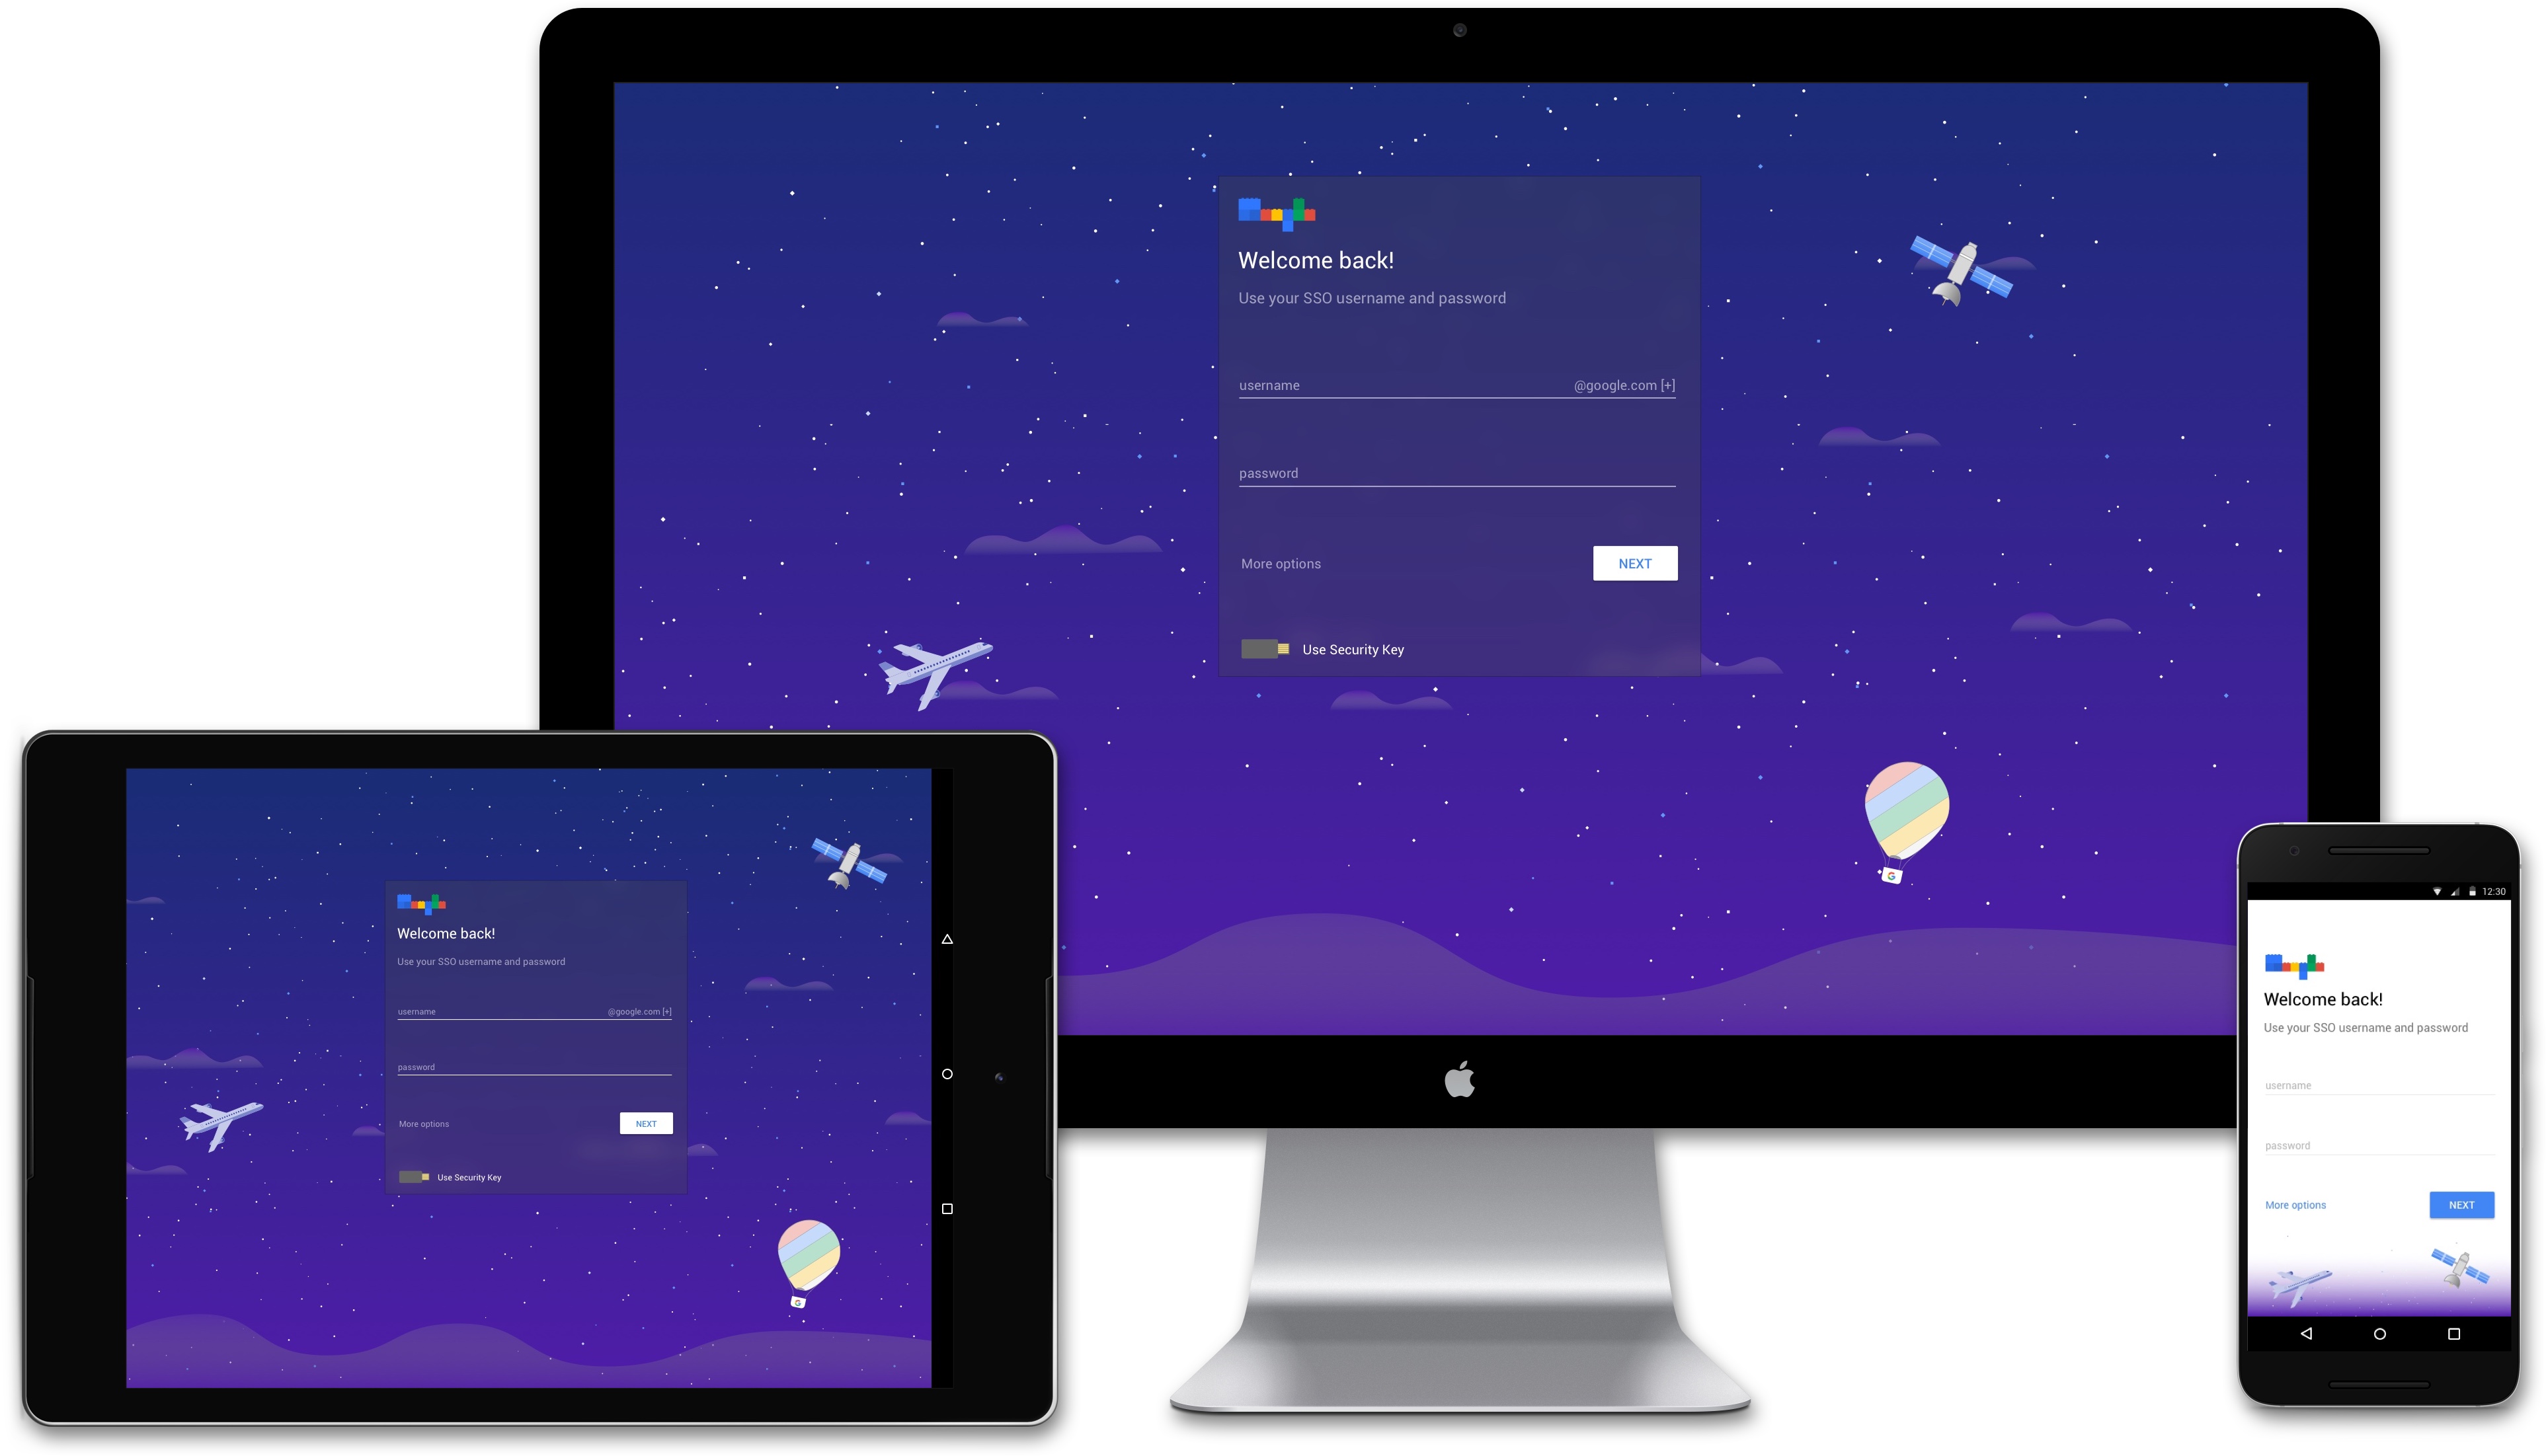 Welcome back!
Use your SSO username and password
username @google.com [+]
password
More options NEXT
Use Security Key
G
Welcome back!
Use your SSO username and password
username @google.com [+]
password
More options NEXT
Use Security Key
G
12:30
Welcome back!
Use your SSO username and password
username
password
More options NEXT